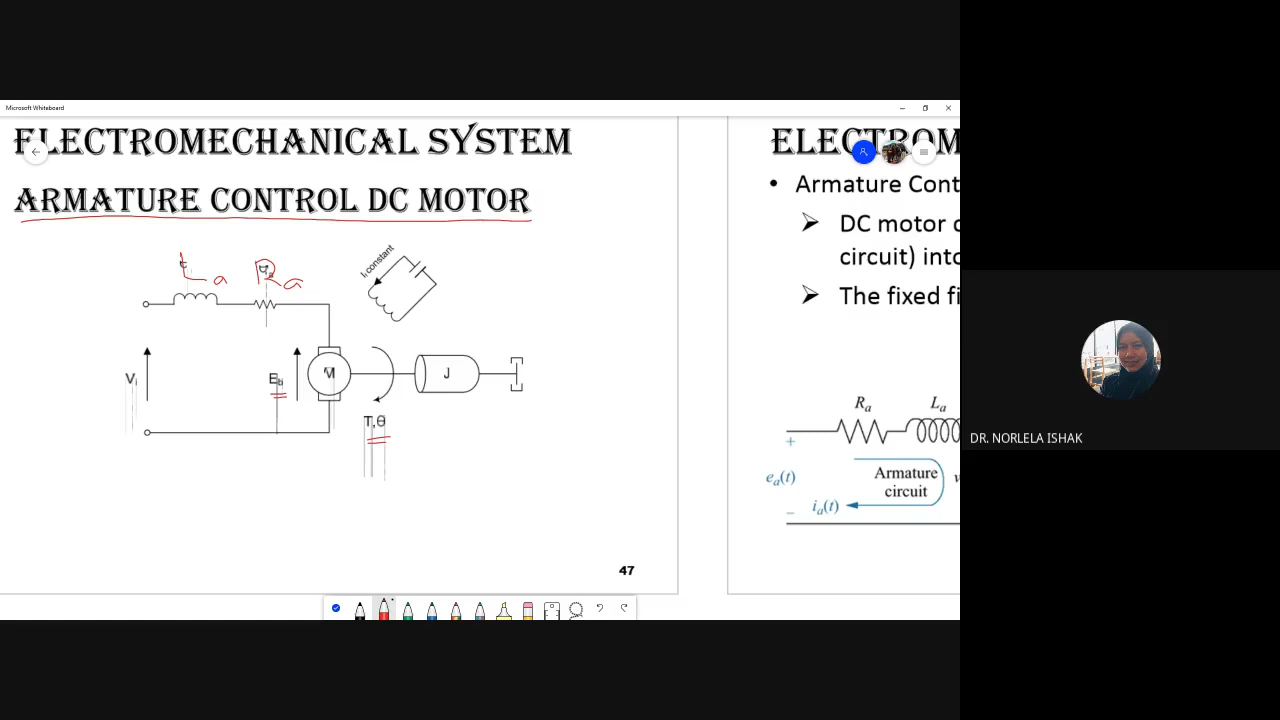 Microsoft Whiteboard
ELECTROMECHANICAL SYSTEM
ARMATURE CONTROL DC MOTOR
La
Ra
If constant
Vi
Eb
M
J
T,θ
47
ELECTROM
• Armature Cont
➢ DC motor c
circuit) into
➢ The fixed fi
Ra
La
+
ea(t)
Armature
circuit
v
ia(t)
–
DR. NORLELA ISHAK